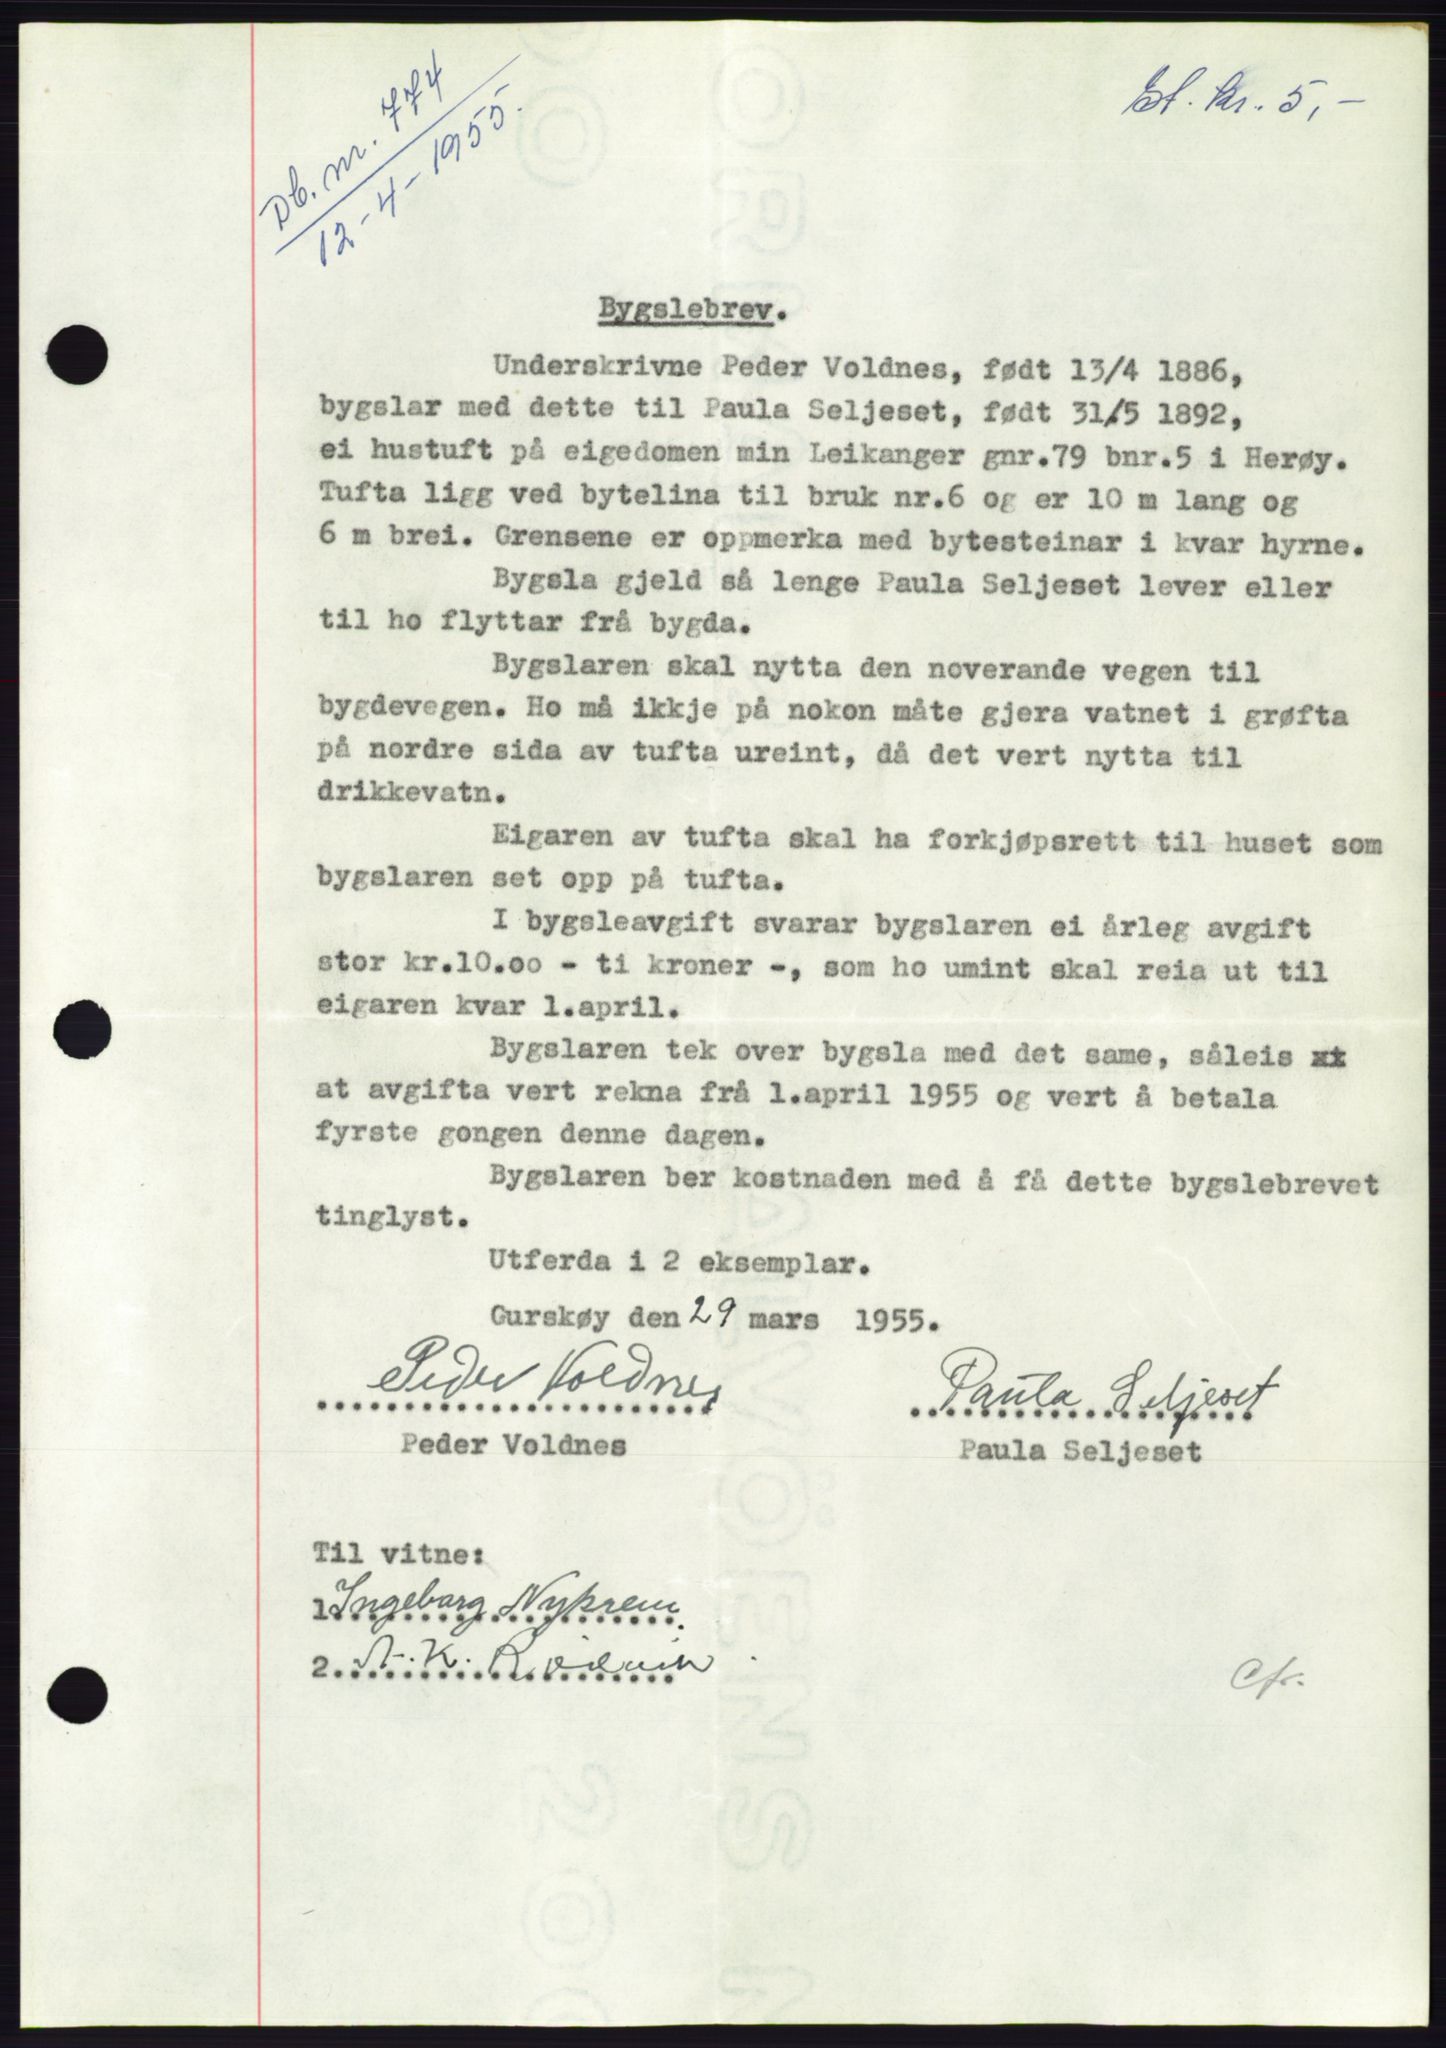 Db. nr. 774
12-4-1955.
St. kr. 5,-
Bygslebrev.
Underskrivne Peder Voldnes, født 13/4 1886,
bygslar med dette til Paula Seljeset, født 31/5 1892,
ei hustuft på eigedomen min Leikanger gnr.79 bnr.5 i Herøy.
Tufta ligg ved bytelina til bruk nr.6 og er 10 m lang og
6 m brei. Grensene er oppmerka med bytesteinar i kvar hyrne.
Bygsla gjeld så lenge Paula Seljeset lever eller
til ho flyttar frå bygda.
Bygslaren skal nytta den noverande vegen til
bygdevegen. Ho må ikkje på nokon måte gjera vatnet i grøfta
på nordre sida av tufta ureint, då det vert nytta til
drikkevatn.
Eigaren av tufta skal ha forkjøpsrett til huset som
bygslaren set opp på tufta.
I bygsleavgift svarar bygslaren ei årleg avgift
stor kr.10.00 - ti kroner -, som ho umint skal reia ut til
eigaren kvar 1.april.
Bygslaren tek over bygsla med det same, såleis
at avgifta vert rekna frå 1.april 1955 og vert å betala
fyrste gongen denne dagen.
Bygslaren ber kostnaden med å få dette bygslebrevet
tinglyst.
Utferda i 2 eksemplar.
Gurskøy den 29 mars 1955.
Peder Voldnes Paula Seljeset
Peder Voldnes Paula Seljeset
Til vitne:
1. Ingeborg Nykrem
2. A. K.